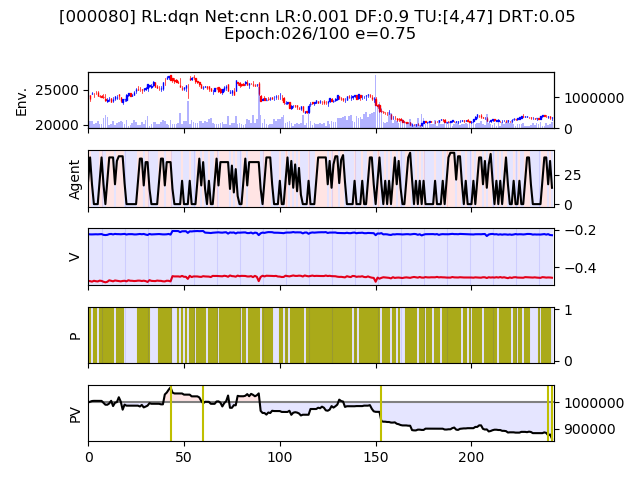 [000080] RL:dqn Net:cnn LR:0.001 DF:0.9 TU:[4,47] DRT:0.05
Epoch:026/100 e=0.75
Env.
25000
20000
1000000
0
Agent
25
0
V
−0.2
−0.4
P
1
0
PV
1000000
900000
0
50
100
150
200